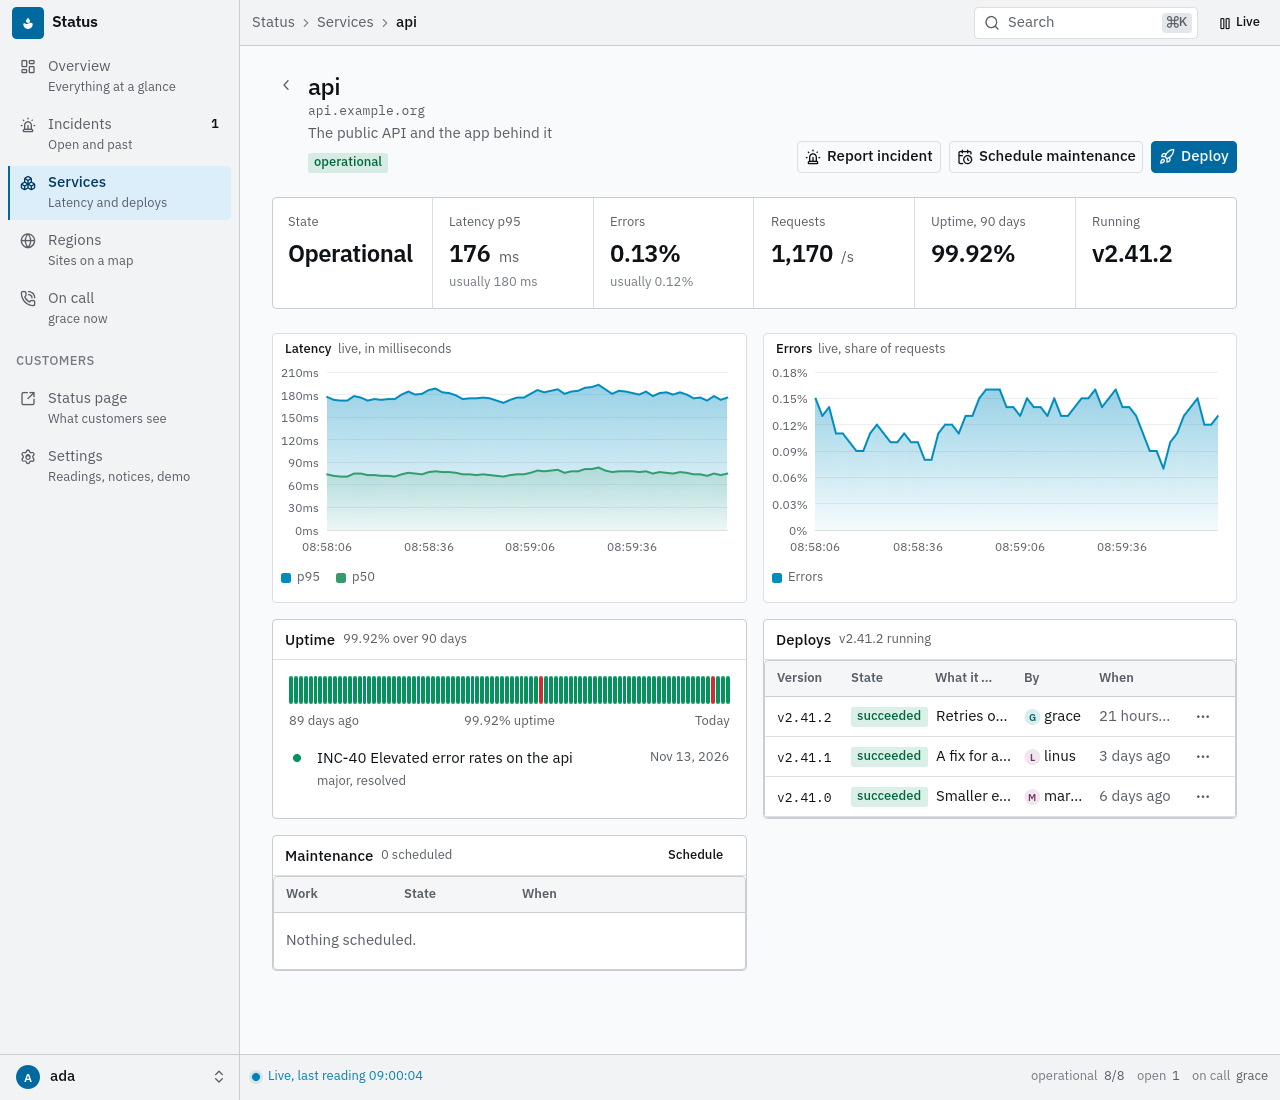 Status
Overview
Everything at a glance
Incidents 1
Open and past
Services
Latency and deploys
Regions
Sites on a map
On call
grace now
CUSTOMERS
Status page
What customers see
Settings
Readings, notices, demo
A ada
Status Services api
Search ⌘K
Live
api
api.example.org
The public API and the app behind it
operational
Report incident
Schedule maintenance
Deploy
State
Operational
Latency p95
176 ms
usually 180 ms
Errors
0.13%
usually 0.12%
Requests
1,170 /s
Uptime, 90 days
99.92%
Running
v2.41.2
Latency live, in milliseconds
210ms
180ms
150ms
120ms
90ms
60ms
30ms
0ms
08:58:06 08:58:36 08:59:06 08:59:36
p95 p50
Errors live, share of requests
0.18%
0.15%
0.12%
0.09%
0.06%
0.03%
0%
08:58:06 08:58:36 08:59:06 08:59:36
Errors
Uptime 99.92% over 90 days
89 days ago 99.92% uptime Today
INC-40 Elevated error rates on the api Nov 13, 2026
major, resolved
Deploys v2.41.2 running
Version State What it ... By When
v2.41.2 succeeded Retries o... G grace 21 hours...
v2.41.1 succeeded A fix for a... L linus 3 days ago
v2.41.0 succeeded Smaller e... M mar... 6 days ago
Maintenance 0 scheduled Schedule
Work State When
Nothing scheduled.
Live, last reading 09:00:04
operational 8/8 open 1 on call grace